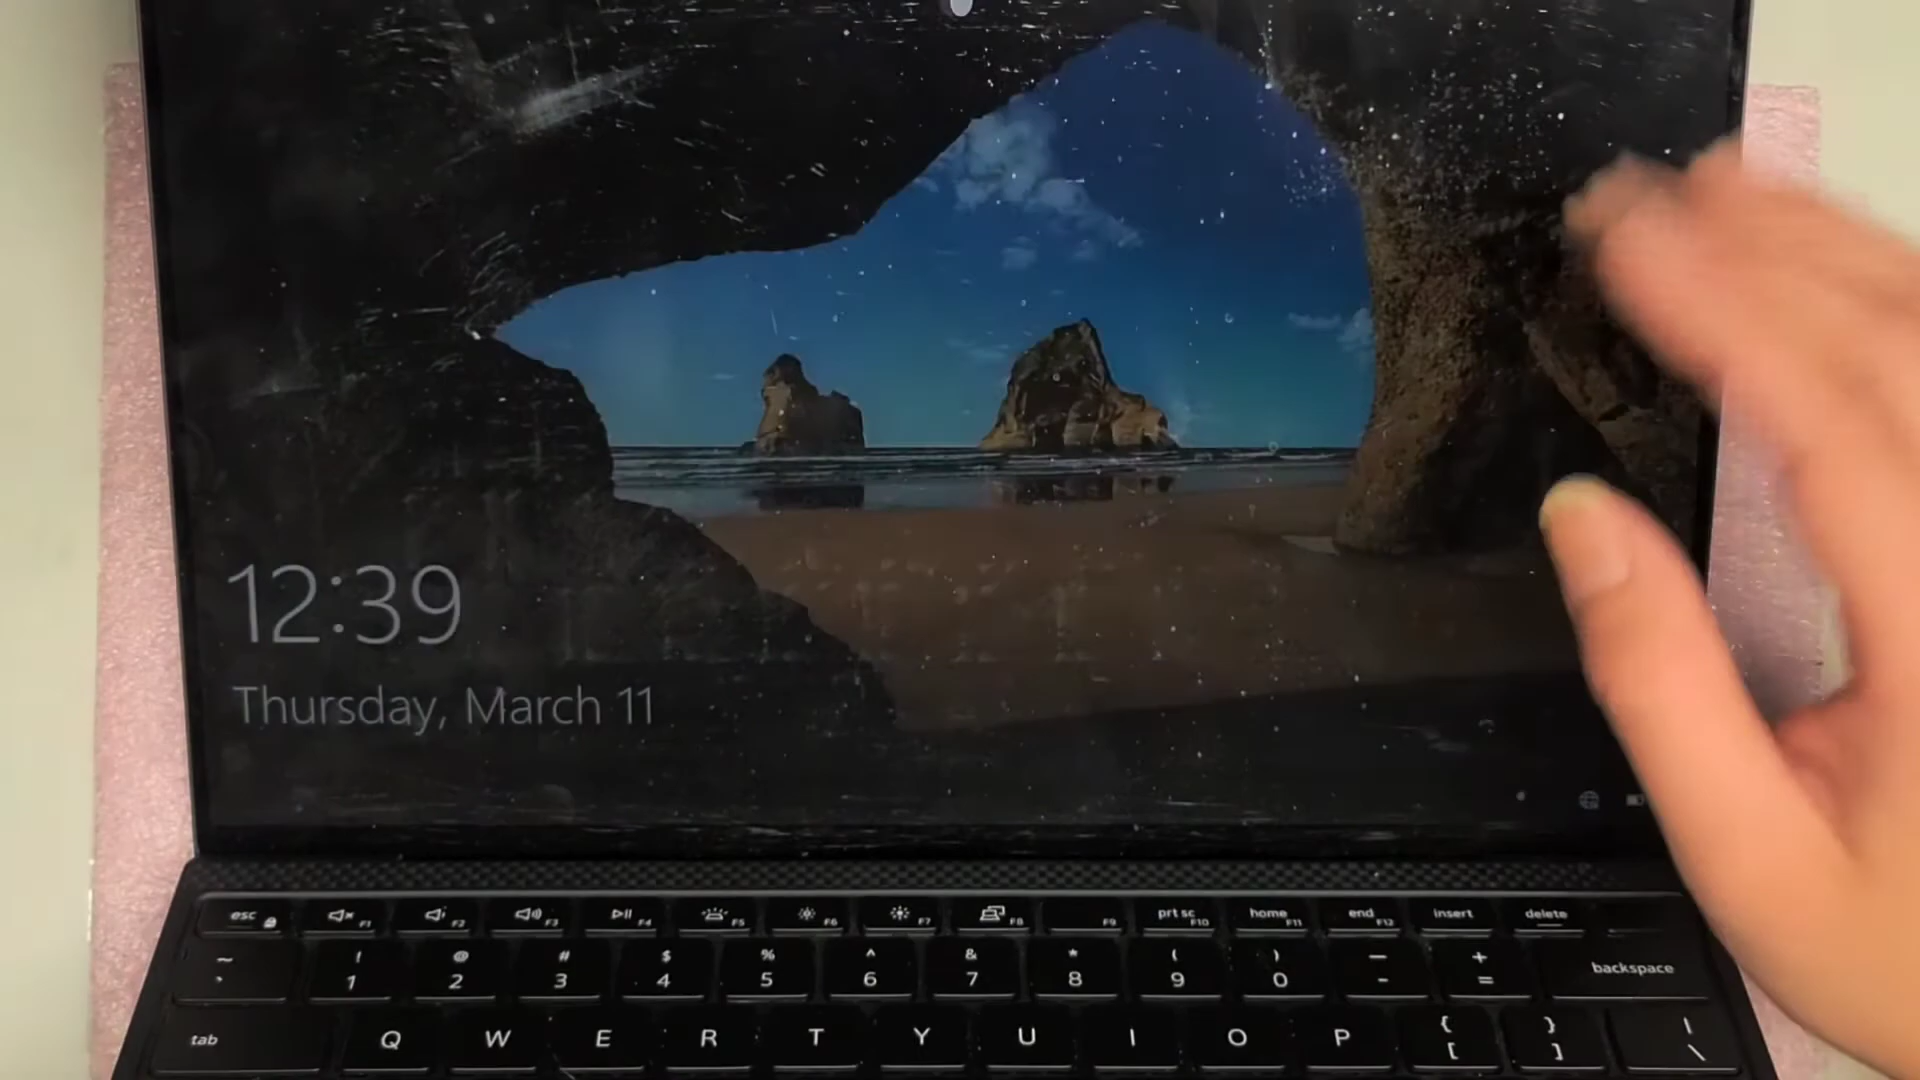 12:39
Thursday, March 11
esc F1 F2 F3 F4 F5 F6 F7 F8 F9 prt sc F10 home F11 end F12 insert delete
~ ! @ # $ % ^ & * ( ) — +
` 1 2 3 4 5 6 7 8 9 0 - = backspace
tab Q W E R T Y U I O P { [ } ] | \